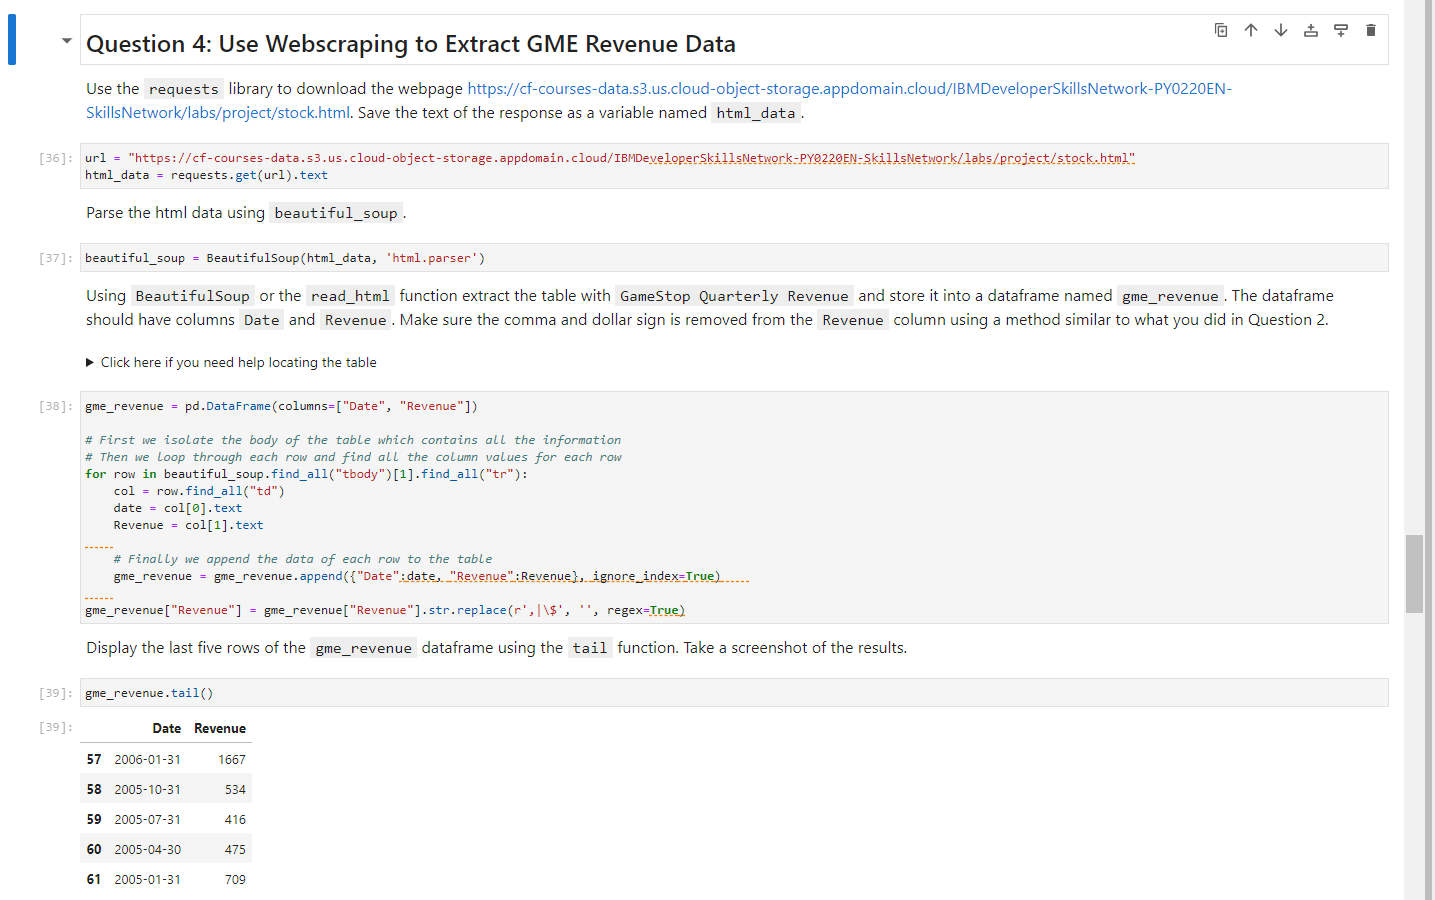 Question 4: Use Webscraping to Extract GME Revenue Data
Use the requests library to download the webpage https://cf-courses-data.s3.us.cloud-object-storage.appdomain.cloud/IBMDeveloperSkillsNetwork-PY0220EN-
SkillsNetwork/labs/project/stock.html. Save the text of the response as a variable named html_data.
[36]: url = "https://cf-courses-data.s3.us.cloud-object-storage.appdomain.cloud/IBMDeveloperSkillsNetwork-PY0220EN-SkillsNetwork/labs/project/stock.html"
html_data = requests.get(url).text
Parse the html data using beautiful_soup.
[37]: beautiful_soup = BeautifulSoup(html_data, 'html.parser')
Using BeautifulSoup or the read_html function extract the table with GameStop Quarterly Revenue and store it into a dataframe named gme_revenue. The dataframe
should have columns Date and Revenue. Make sure the comma and dollar sign is removed from the Revenue column using a method similar to what you did in Question 2.
Click here if you need help locating the table
[38]: gme_revenue = pd.DataFrame(columns=["Date", "Revenue"])
# First we isolate the body of the table which contains all the information
# Then we loop through each row and find all the column values for each row
for row in beautiful_soup.find_all("tbody")[1].find_all("tr"):
    col = row.find_all("td")
    date = col[0].text
    Revenue = col[1].text
    # Finally we append the data of each row to the table
    gme_revenue = gme_revenue.append({"Date":date, "Revenue":Revenue}, ignore_index=True)
gme_revenue["Revenue"] = gme_revenue["Revenue"].str.replace(r',|\$', '', regex=True)
Display the last five rows of the gme_revenue dataframe using the tail function. Take a screenshot of the results.
[39]: gme_revenue.tail()
[39]: Date Revenue
57 2006-01-31 1667
58 2005-10-31 534
59 2005-07-31 416
60 2005-04-30 475
61 2005-01-31 709